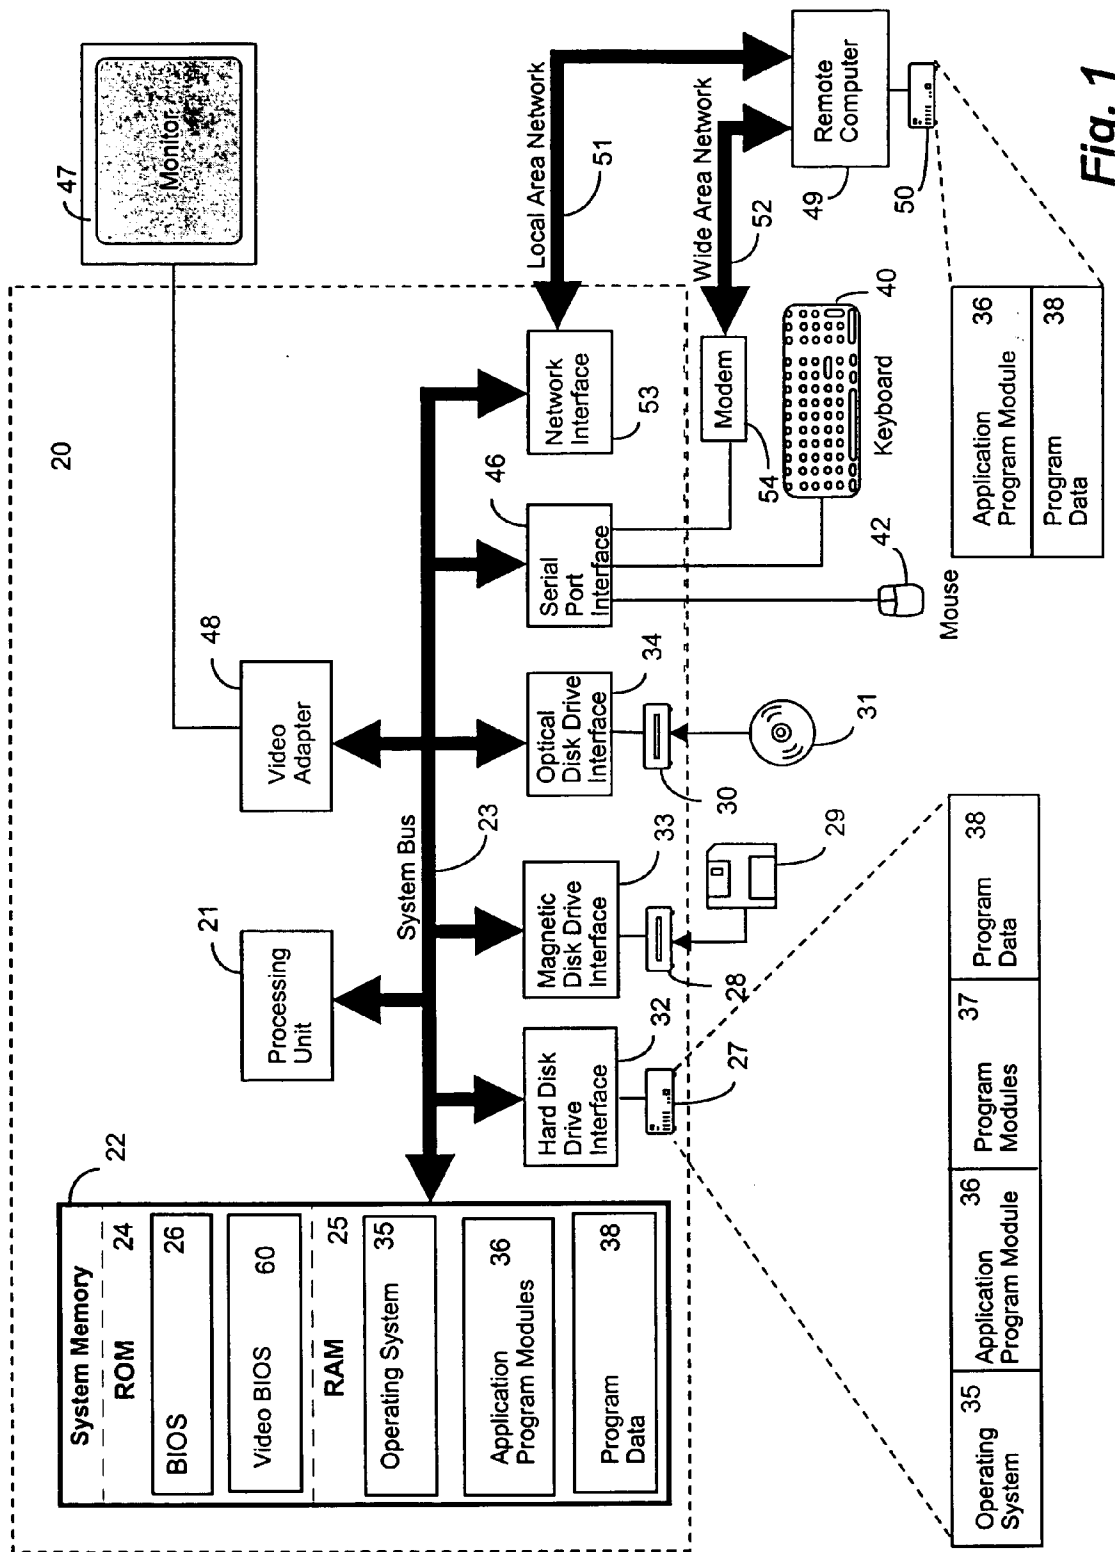 System Memory
22
ROM
24
BIOS
26
Video BIOS
60
RAM
25
Operating System
35
Application
Program Modules
36
Program
Data
38
20
Processing
Unit
21
Video
Adapter
48
47
Monitor
System Bus
23
Hard Disk
Drive
Interface
32
Magnetic
Disk Drive
Interface
33
Optical
Disk Drive
Interface
34
Serial
Port
Interface
46
Network
Interface
53
Local Area Network
51
Wide Area Network
52
Modem
54
Remote
Computer
49
50
27
28
29
30
31
Mouse
42
Keyboard
40
Operating
System
35
Application
Program Module
36
Program
Modules
37
Program
Data
38
Application
Program Module
36
Program
Data
38
Fig. 1